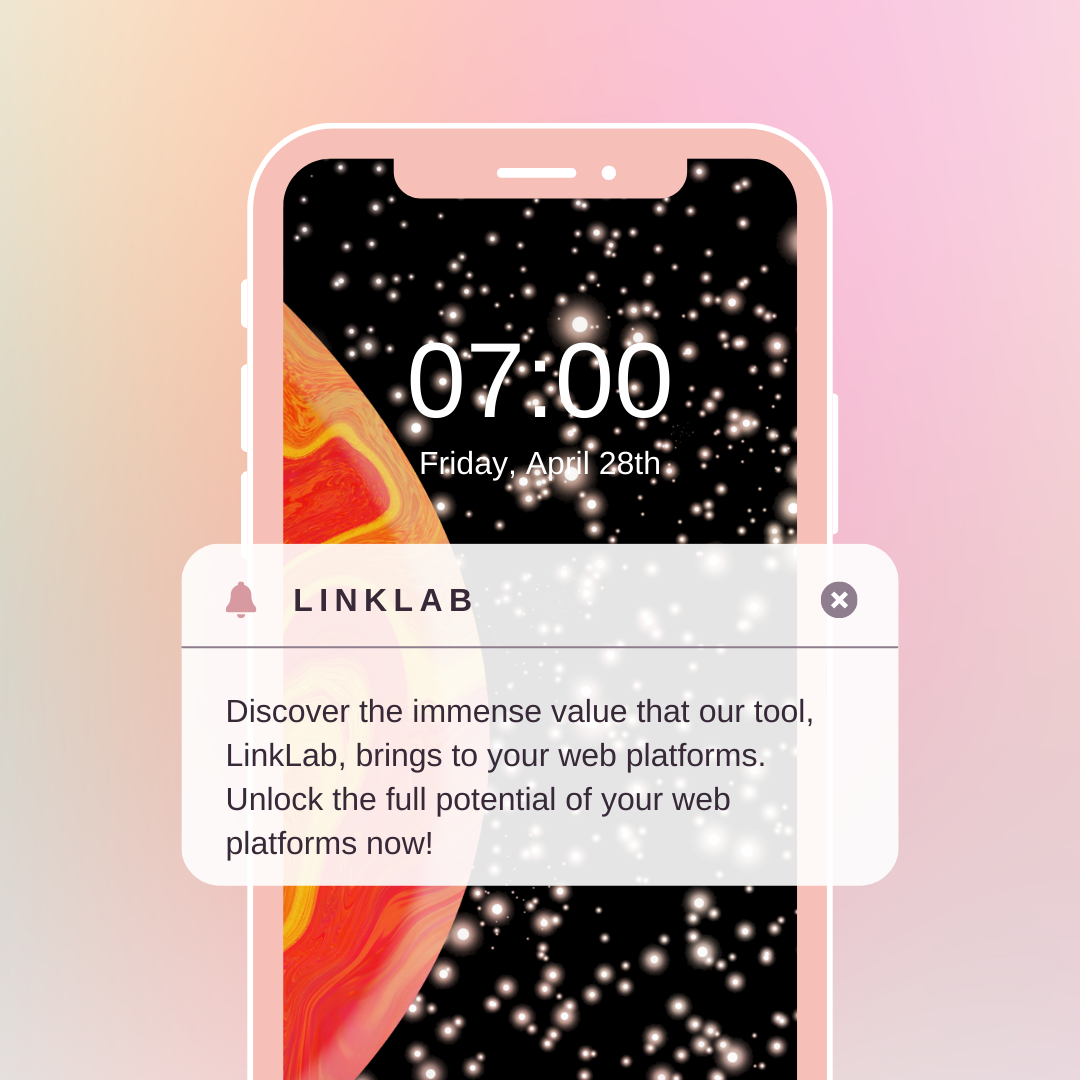 07:00
Friday, April 28th
LINKLAB
Discover the immense value that our tool,
LinkLab, brings to your web platforms.
Unlock the full potential of your web
platforms now!